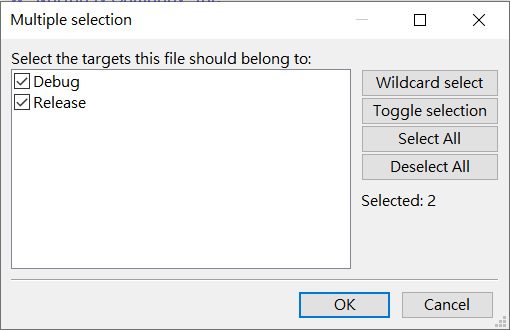 Multiple selection
Select the targets this file should belong to:
Debug
Release
Wildcard select
Toggle selection
Select All
Deselect All
Selected: 2
OK
Cancel